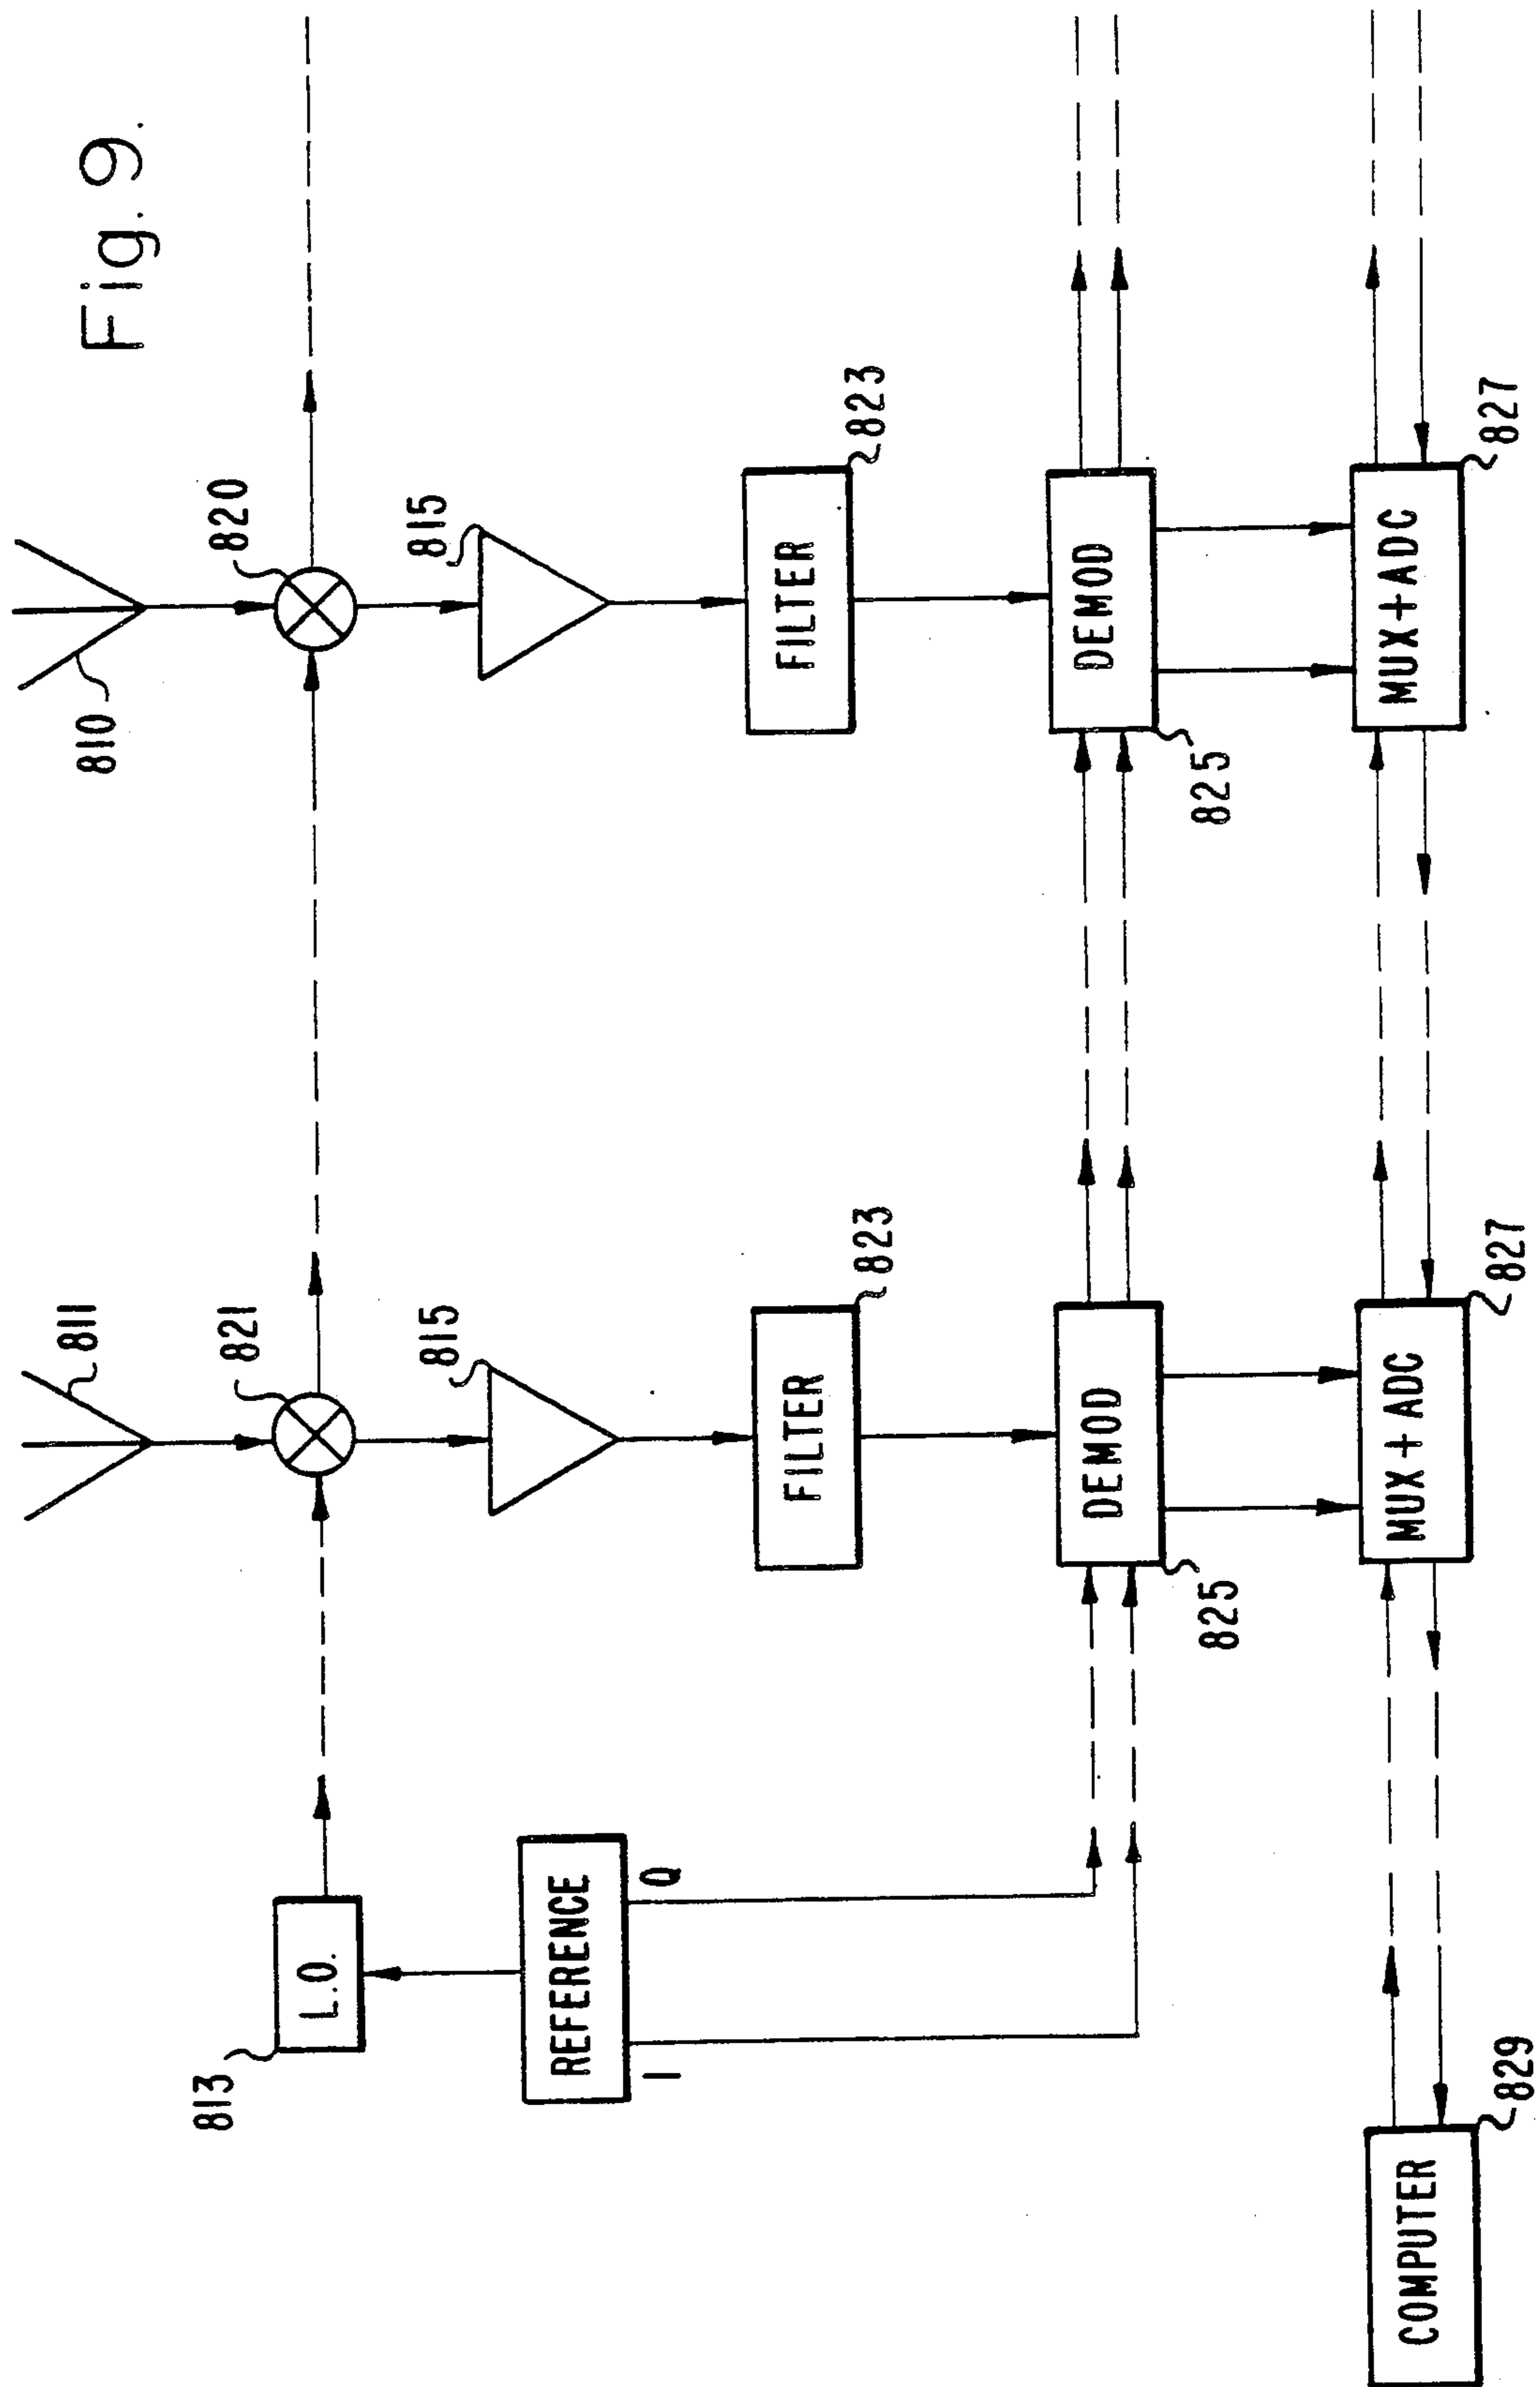 Fig. 9.
811
810
821
820
813
L.O.
815
815
REFERENCE
I
Q
FILTER
823
FILTER
823
DEMOD
825
DEMOD
825
COMPUTER
829
MUX+ADC
827
MUX+ADC
827